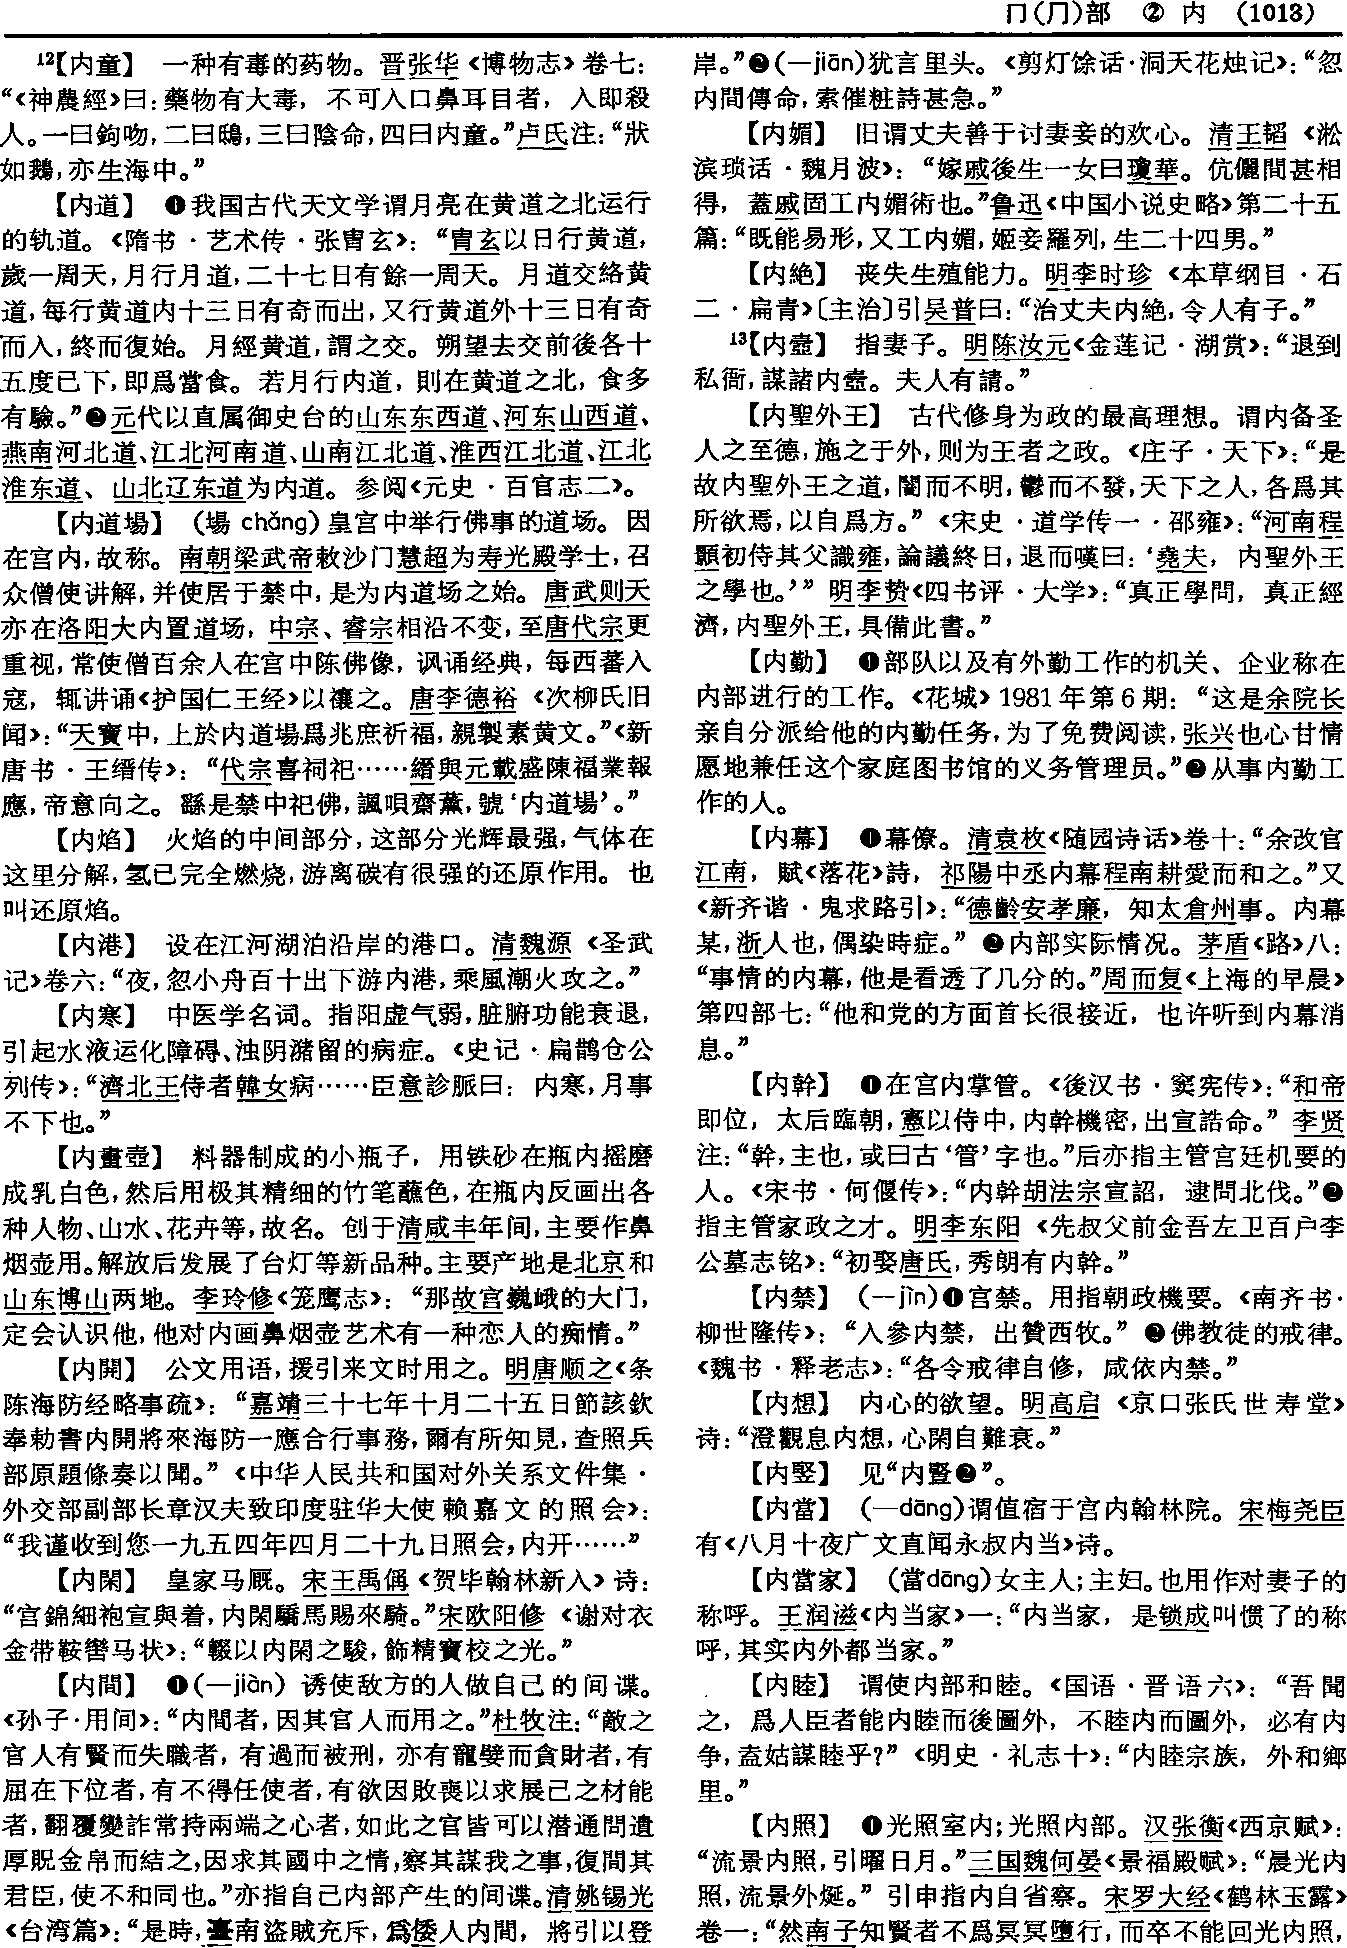 冂(⺆)部 ② 内 (1013)
¹²【内童】 一种有毒的药物。晋张华《博物志》卷七：
“《神農經》曰：藥物有大毒，不可入口鼻耳目者，入即殺
人。一曰鉤吻，二曰鴟，三曰陰命，四曰内童。”卢氏注：“狀
如鵝，亦生海中。”
【内道】 ❶我国古代天文学谓月亮在黄道之北运行
的轨道。《隋书·艺术传·张胄玄》：“胄玄以日行黄道，
歲一周天，月行月道，二十七日有餘一周天。月道交絡黄
道，每行黄道内十三日有奇而出，又行黄道外十三日有奇
而入，終而復始。月經黄道，謂之交。朔望去交前後各十
五度已下，即爲當食。若月行内道，則在黄道之北，食多
有驗。”❷元代以直属御史台的山东东西道、河东山西道、
燕南河北道、江北河南道、山南江北道、淮西江北道、江北
淮东道、山北辽东道为内道。参阅《元史·百官志二》。
【内道場】 (場 chǎng)皇宫中举行佛事的道场。因
在宫内，故称。南朝梁武帝敕沙门慧超为寿光殿学士，召
众僧使讲解，并使居于禁中，是为内道场之始。唐武则天
亦在洛阳大内置道场，中宗、睿宗相沿不变，至唐代宗更
重视，常使僧百余人在宫中陈佛像，讽诵经典，每西蕃入
寇，辄讲诵《护国仁王经》以禳之。唐李德裕《次柳氏旧
闻》：“天寶中，上於内道場爲兆庶祈福，親製素黄文。”《新
唐书·王缙传》：“代宗喜祠祀……縉與元載盛陳福業報
應，帝意向之。繇是禁中祀佛，諷唄齋薰，號‘内道場’。”
【内焰】 火焰的中间部分，这部分光辉最强，气体在
这里分解，氢已完全燃烧，游离碳有很强的还原作用。也
叫还原焰。
【内港】 设在江河湖泊沿岸的港口。清魏源《圣武
记》卷六：“夜，忽小舟百十出下游内港，乘風潮火攻之。”
【内寒】 中医学名词。指阳虚气弱，脏腑功能衰退，
引起水液运化障碍、浊阴潴留的病症。《史记·扁鹊仓公
列传》：“濟北王侍者韓女病……臣意診脈曰：内寒，月事
不下也。”
【内畫壺】 料器制成的小瓶子，用铁砂在瓶内摇磨
成乳白色，然后用极其精细的竹笔蘸色，在瓶内反画出各
种人物、山水、花卉等，故名。创于清咸丰年间，主要作鼻
烟壶用。解放后发展了台灯等新品种。主要产地是北京和
山东博山两地。李玲修《笼鹰志》：“那故宫巍峨的大门，
定会认识他，他对内画鼻烟壶艺术有一种恋人的痴情。”
【内開】 公文用语，援引来文时用之。明唐顺之《条
陈海防经略事疏》：“嘉靖三十七年十月二十五日節該欽
奉勅書内開將來海防一應合行事務，爾有所知見，查照兵
部原題條奏以聞。”《中华人民共和国对外关系文件集·
外交部副部长章汉夫致印度驻华大使赖嘉文的照会》：
“我谨收到您一九五四年四月二十九日照会，内开……”
【内閑】 皇家马厩。宋王禹偁《贺毕翰林新入》诗：
“宫錦細袍宣與着，内閑驕馬賜來騎。”宋欧阳修《谢对衣
金带鞍辔马状》：“輟以内閑之駿，飾精寶校之光。”
【内間】 ❶(—jiàn) 诱使敌方的人做自己的间谍。
《孙子·用间》：“内間者，因其官人而用之。”杜牧注：“敵之
官人有賢而失職者，有過而被刑，亦有寵嬖而貪財者，有
屈在下位者，有不得任使者，有欲因敗喪以求展己之材能
者，翻覆變詐常持兩端之心者，如此之官皆可以潛通問遺
厚貺金帛而結之，因求其國中之情，察其謀我之事，復間其
君臣，使不和同也。”亦指自己内部产生的间谍。清姚锡光
《台湾篇》：“是時，臺南盜賊充斥，爲倭人内間，將引以登
岸。”❷(—jiān)犹言里头。《剪灯馀话·洞天花烛记》：“忽
内間傳命，索催粧詩甚急。”
【内媚】 旧谓丈夫善于讨妻妾的欢心。清王韬《淞
滨琐话·魏月波》：“嫁戚後生一女曰瓊華。伉儷間甚相
得，蓋戚固工内媚術也。”鲁迅《中国小说史略》第二十五
篇：“既能易形，又工内媚，姬妾羅列，生二十四男。”
【内絶】 丧失生殖能力。明李时珍《本草纲目·石
二·扁青》〔主治〕引吴普曰：“治丈夫内絶，令人有子。”
¹³【内壼】 指妻子。明陈汝元《金莲记·湖赏》：“退到
私衙，謀諸内壼。夫人有請。”
【内聖外王】 古代修身为政的最高理想。谓内备圣
人之至德，施之于外，则为王者之政。《庄子·天下》：“是
故内聖外王之道，闇而不明，鬱而不發，天下之人，各爲其
所欲焉，以自爲方。”《宋史·道学传一·邵雍》：“河南程
顥初侍其父識雍，論議終日，退而嘆曰：‘堯夫，内聖外王
之學也。’”明李贽《四书评·大学》：“真正學問，真正經
濟，内聖外王，具備此書。”
【内勤】 ❶部队以及有外勤工作的机关、企业称在
内部进行的工作。《花城》1981年第6期：“这是余院长
亲自分派给他的内勤任务，为了免费阅读，张兴也心甘情
愿地兼任这个家庭图书馆的义务管理员。”❷从事内勤工
作的人。
【内幕】 ❶幕僚。清袁枚《随园诗话》卷十：“余改官
江南，賦《落花》詩，祁陽中丞内幕程南耕愛而和之。”又
《新齐谐·鬼求路引》：“德齡安孝廉，知太倉州事。内幕
某，浙人也，偶染時症。”❷内部实际情况。茅盾《路》八：
“事情的内幕，他是看透了几分的。”周而复《上海的早晨》
第四部七：“他和党的方面首长很接近，也许听到内幕消
息。”
【内幹】 ❶在宫内掌管。《後汉书·窦宪传》：“和帝
即位，太后臨朝，憲以侍中，内幹機密，出宣誥命。”李贤
注：“幹，主也，或曰古‘管’字也。”后亦指主管宫廷机要的
人。《宋书·何偃传》：“内幹胡法宗宣詔，逮問北伐。”❷
指主管家政之才。明李东阳《先叔父前金吾左卫百户李
公墓志铭》：“初娶唐氏，秀朗有内幹。”
【内禁】 (—jìn)❶宫禁。用指朝政機要。《南齐书·
柳世隆传》：“入參内禁，出贊西牧。”❷佛教徒的戒律。
《魏书·释老志》：“各令戒律自修，咸依内禁。”
【内想】 内心的欲望。明高启《京口张氏世寿堂》
诗：“澄觀息内想，心閑自難衰。”
【内竪】 见“内豎❷”。
【内當】 (—dāng)谓值宿于宫内翰林院。宋梅尧臣
有《八月十夜广文直闻永叔内当》诗。
【内當家】 (當dāng)女主人；主妇。也用作对妻子的
称呼。王润滋《内当家》一：“内当家，是锁成叫惯了的称
呼，其实内外都当家。”
【内睦】 谓使内部和睦。《国语·晋语六》：“吾聞
之，爲人臣者能内睦而後圖外，不睦内而圖外，必有内
争，盍姑謀睦乎？”《明史·礼志十》：“内睦宗族，外和鄉
里。”
【内照】 ❶光照室内；光照内部。汉张衡《西京赋》：
“流景内照，引曜日月。”三国魏何晏《景福殿赋》：“晨光内
照，流景外烻。”引申指内自省察。宋罗大经《鹤林玉露》
卷一：“然南子知賢者不爲冥冥墮行，而卒不能回光内照，